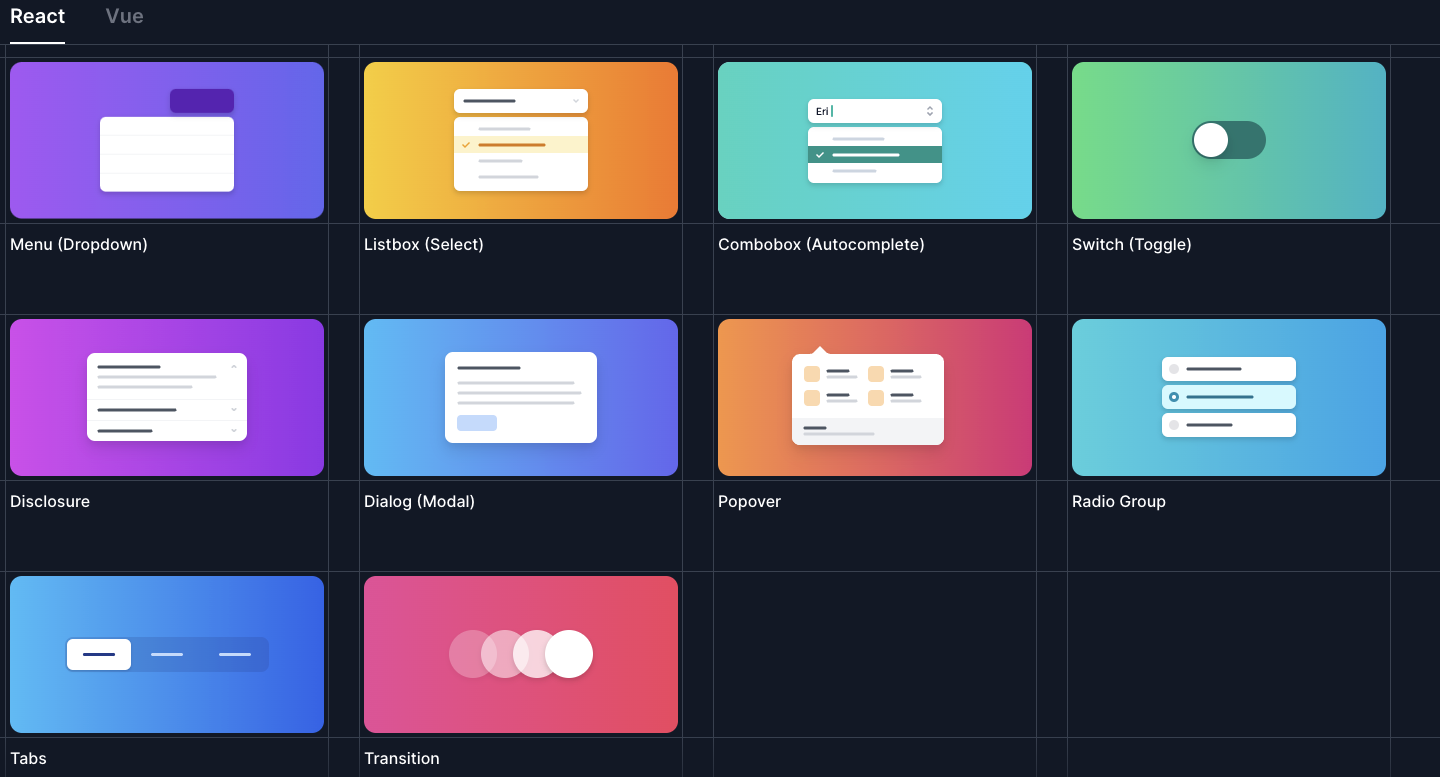 React
Vue
Eri
Menu (Dropdown)
Listbox (Select)
Combobox (Autocomplete)
Switch (Toggle)
Disclosure
Dialog (Modal)
Popover
Radio Group
Tabs
Transition